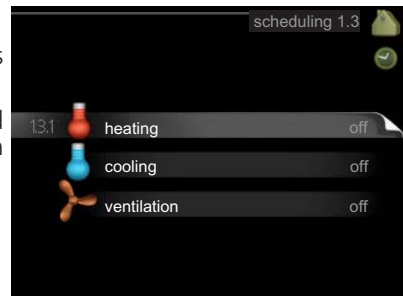 scheduling 1.3
1.3.1 heating off
cooling off
ventilation off